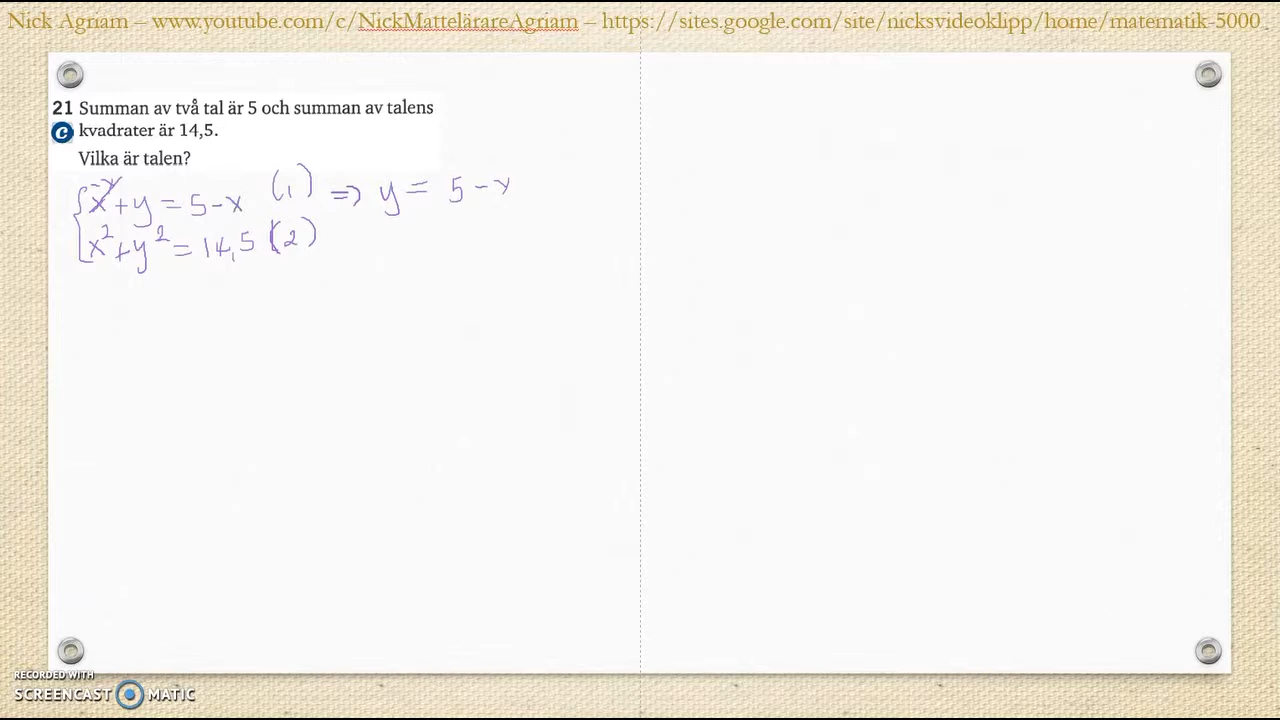 Nick Agriam – www.youtube.com/c/NickMattelärareAgriam – https://sites.google.com/site/nicksvideoklipp/home/matematik-5000
21 Summan av två tal är 5 och summan av talens
C kvadrater är 14,5.
Vilka är talen?
-x
x + y = 5 - x (1) => y = 5 - x
x² + y² = 14,5 (2)
RECORDED WITH
SCREENCAST MATIC